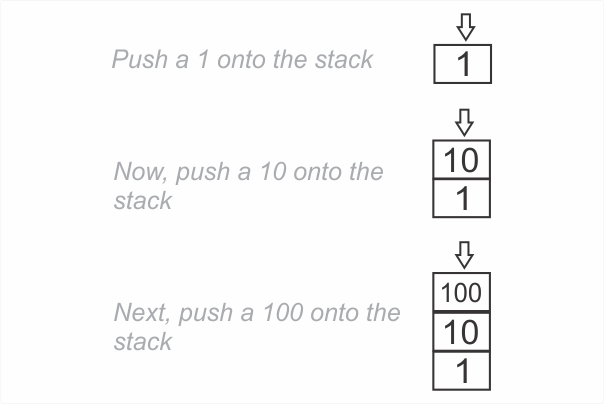 Push a 1 onto the stack
1
Now, push a 10 onto the
stack
10
1
Next, push a 100 onto the
stack
100
10
1